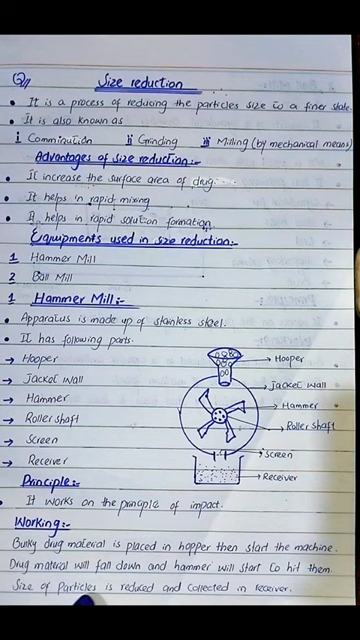 Q//
Size reduction
• It is a process of reducing the particles size to a finer state.
• It is also known as
i Comminution ii Grinding iii Milling (by mechanical means)
Advantages of size reduction:-
• It increase the surface area of drug.
• It helps in rapid mixing
• It helps in rapid solution formation
Equipments used in size reduction:-
1 Hammer Mill
2 Ball Mill
1 Hammer Mill:-
• Apparatus is made up of stainless steel.
• It has following parts.
→ Hooper
→ Jacket wall
→ Hammer
→ Roller shaft
→ Screen
→ Receiver
Hooper
Jacket wall
Hammer
Roller shaft
Screen
Receiver
Principle:-
• It works on the principle of impact.
Working:-
Bulky drug material is placed in hopper then start the machine.
Drug material will fall down and hammer will start to hit them.
Size of Particles is reduced and collected in receiver.